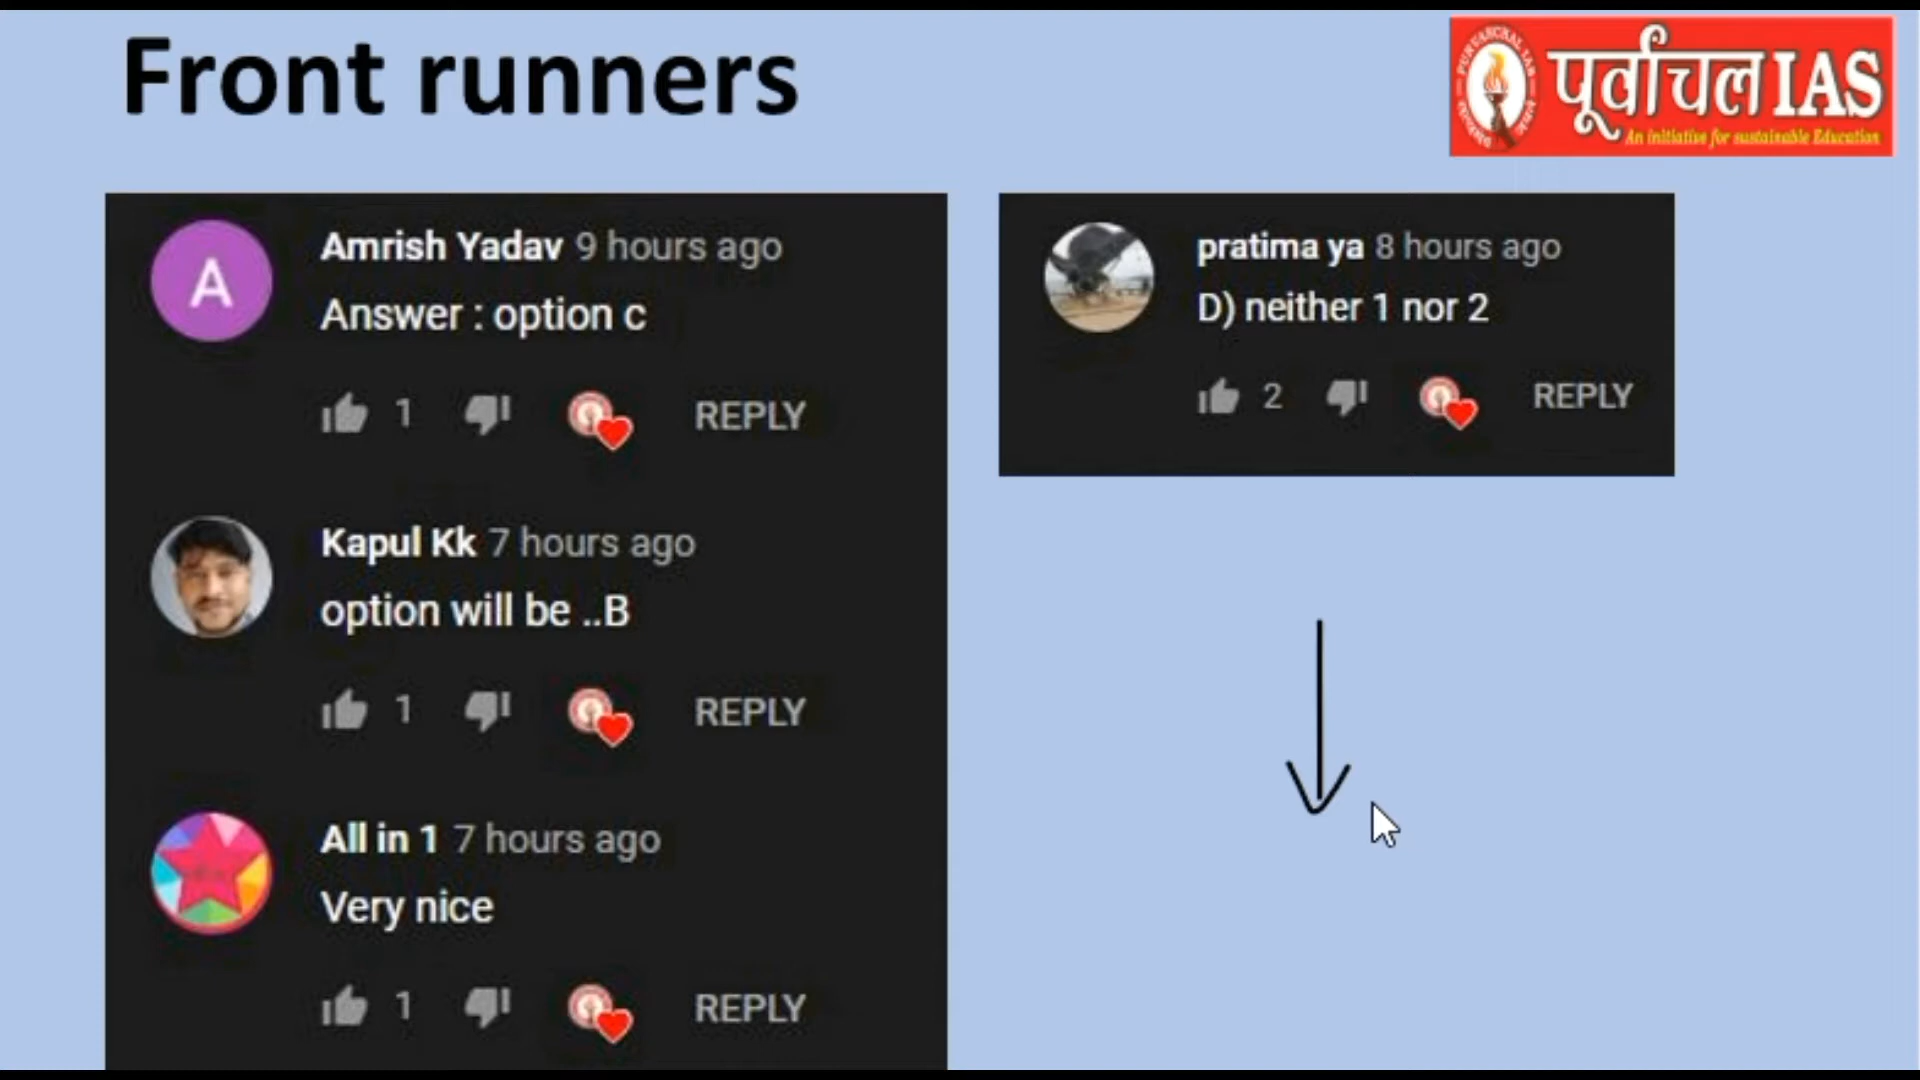 Front runners
पूर्वांचल IAS
An initiative for sustainable Education
PURVANCHAL IAS
Amrish Yadav 9 hours ago
Answer : option c
1 REPLY
Kapul Kk 7 hours ago
option will be ..B
1 REPLY
All in 1 7 hours ago
Very nice
1 REPLY
pratima ya 8 hours ago
D) neither 1 nor 2
2 REPLY
A